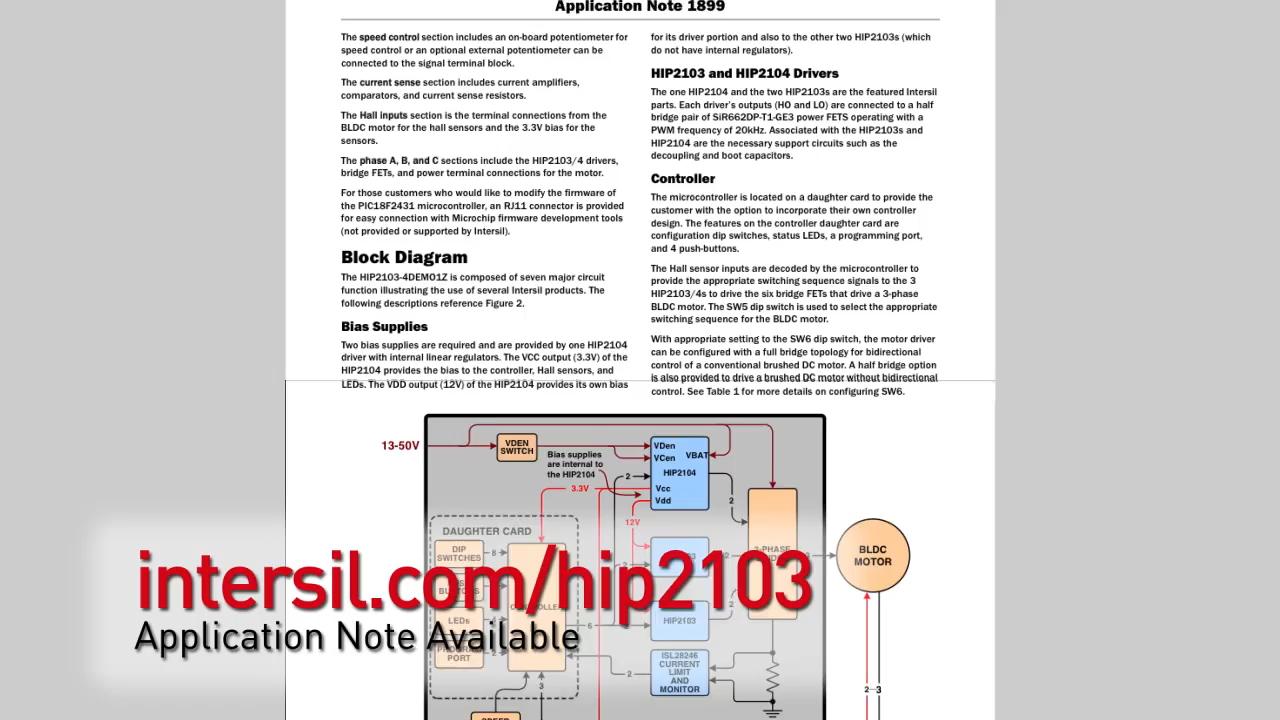 Application Note 1899
The speed control section includes an on-board potentiometer for
speed control or an optional external potentiometer can be
connected to the signal terminal block.
The current sense section includes current amplifiers,
comparators, and current sense resistors.
The Hall inputs section is the terminal connections from the
BLDC motor for the hall sensors and the 3.3V bias for the
sensors.
The phase A, B, and C sections include the HIP2103/4 drivers,
bridge FETs, and power terminal connections for the motor.
For those customers who would like to modify the firmware of
the PIC18F2431 microcontroller, an RJ11 connector is provided
for easy connection with Microchip firmware development tools
(not provided or supported by Intersil).
Block Diagram
The HIP2103-4DEMO1Z is composed of seven major circuit
function illustrating the use of several Intersil products. The
following descriptions reference Figure 2.
Bias Supplies
Two bias supplies are required and are provided by one HIP2104
driver with internal linear regulators. The VCC output (3.3V) of the
HIP2104 provides the bias to the controller, Hall sensors, and
LEDs. The VDD output (12V) of the HIP2104 provides its own bias
for its driver portion and also to the other two HIP2103s (which
do not have internal regulators).
HIP2103 and HIP2104 Drivers
The one HIP2104 and the two HIP2103s are the featured Intersil
parts. Each driver's outputs (HO and LO) are connected to a half
bridge pair of SiR662DP-T1-GE3 power FETS operating with a
PWM frequency of 20kHz. Associated with the HIP2103s and
HIP2104 are the necessary support circuits such as the
decoupling and boot capacitors.
Controller
The microcontroller is located on a daughter card to provide the
customer with the option to incorporate their own controller
design. The features on the controller daughter card are
configuration dip switches, status LEDs, a programming port,
and 4 push-buttons.
The Hall sensor inputs are decoded by the microcontroller to
provide the appropriate switching sequence signals to the 3
HIP2103/4s to drive the six bridge FETs that drive a 3-phase
BLDC motor. The SW5 dip switch is used to select the appropriate
switching sequence for the BLDC motor.
With appropriate setting to the SW6 dip switch, the motor driver
can be configured with a full bridge topology for bidirectional
control of a conventional brushed DC motor. A half bridge option
is also provided to drive a brushed DC motor without bidirectional
control. See Table 1 for more details on configuring SW6.
13-50V
VDEN
SWITCH
Bias supplies
are internal to
the HIP2104
VDen
VCen
VBAT
HIP2104
2
Vcc
Vdd
3.3V
2
12V
DAUGHTER CARD
DIP
SWITCHES
8
BLDC
MOTOR
intersil.com/hip2103
LEDs
6
HIP2103
2
Application Note Available
PORT
2
3
ISL28246
CURRENT
LIMIT
AND
MONITOR
2
2
3